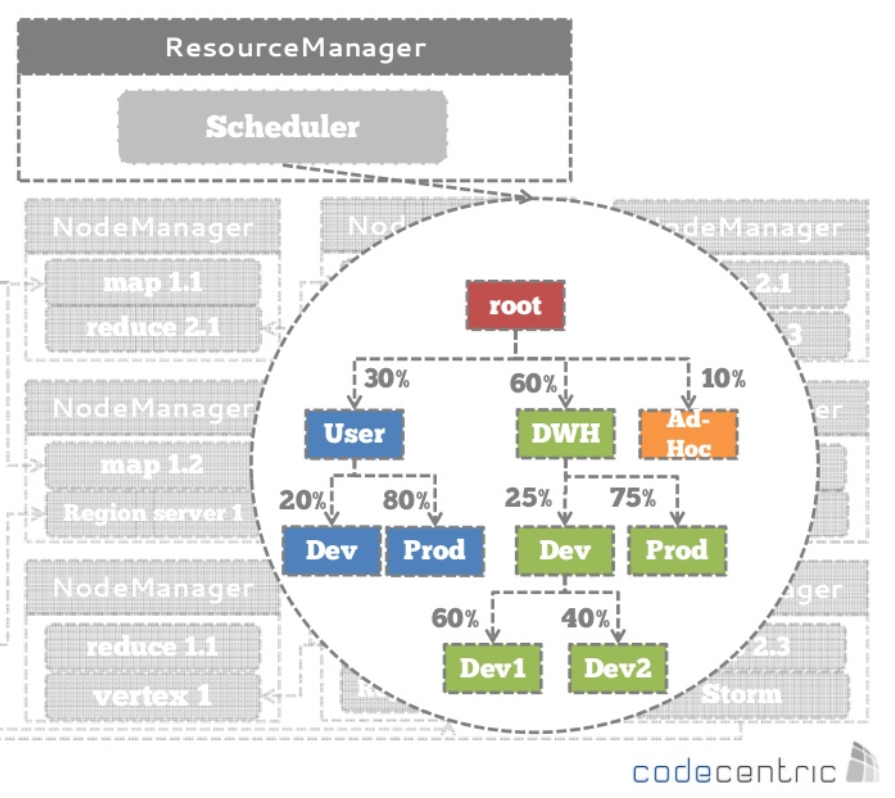 ResourceManager
Scheduler
NodeManager
map 1.1
reduce 2.1
NodeManager
map 1.2
Region server 1
NodeManager
reduce 1.1
vertex 1
2.1
3
2.3
Storm
root
30%
60%
10%
User
DWH
Ad-
Hoc
20%
80%
25%
75%
Dev
Prod
Dev
Prod
60%
40%
Dev1
Dev2
codecentric